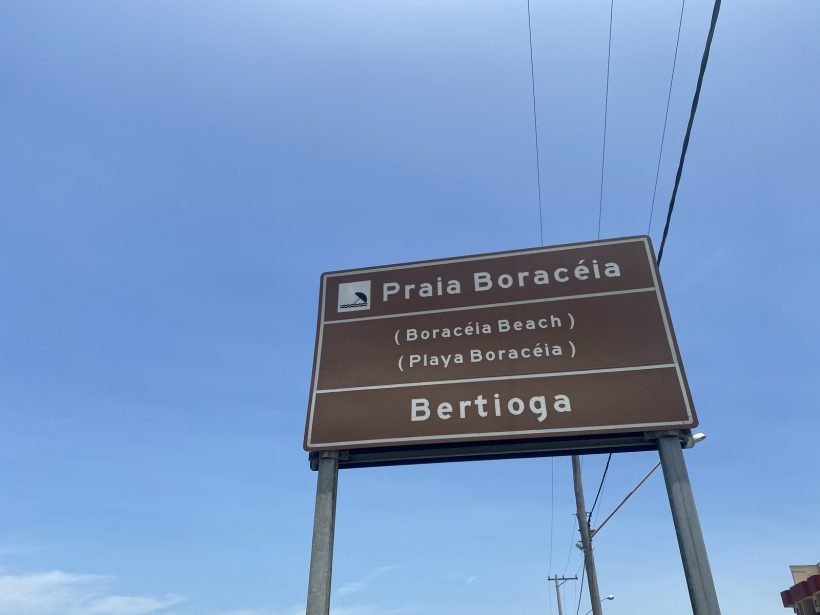 Praia Boracéia
( Boracéia Beach )
( Playa Boracéia )
Bertioga